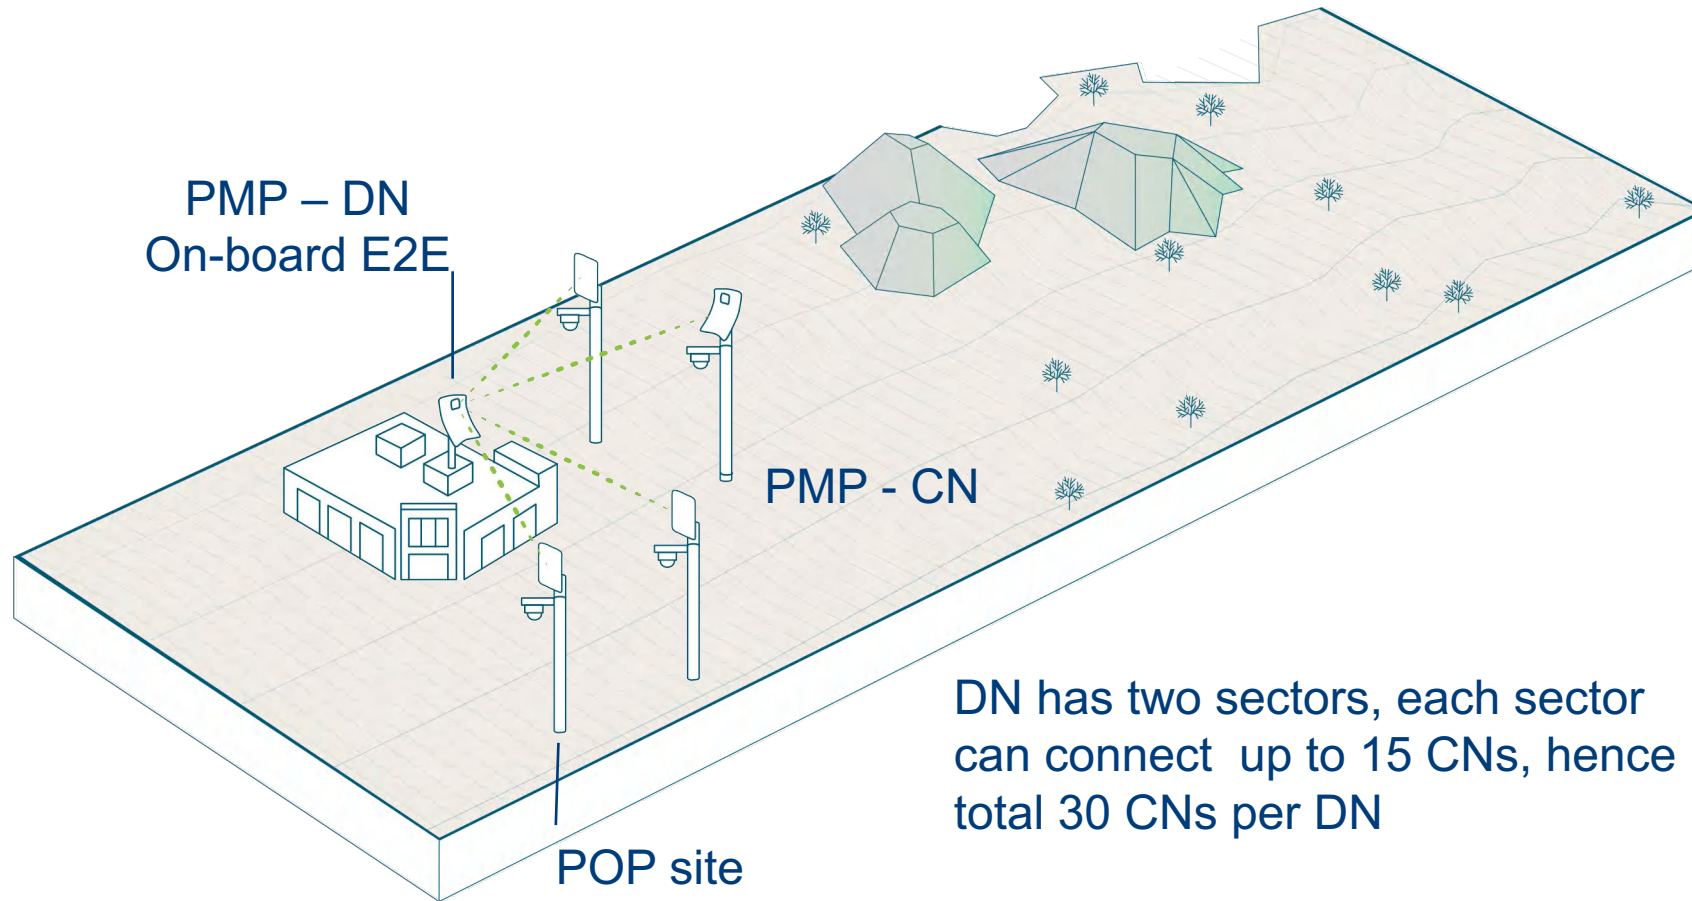 PMP – DN
On-board E2E
PMP - CN
DN has two sectors, each sector
can connect  up to 15 CNs, hence
total 30 CNs per DN
POP site